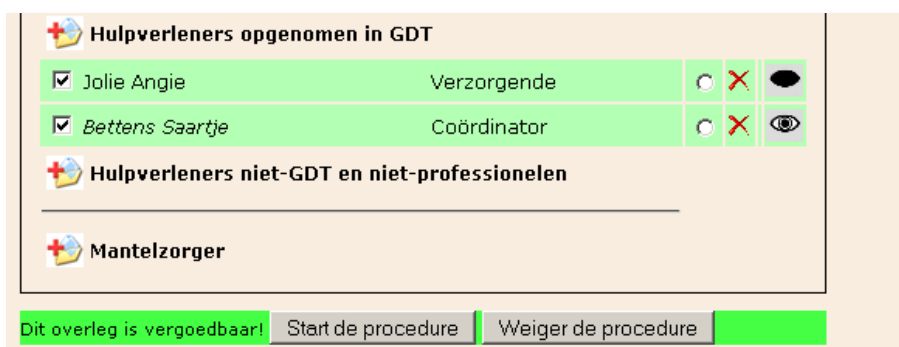 Hulpverleners opgenomen in GDT
Jolie Angie Verzorgende
Bettens Saartje Coördinator
Hulpverleners niet-GDT en niet-professionelen
Mantelzorger
Dit overleg is vergoedbaar! Start de procedure Weiger de procedure